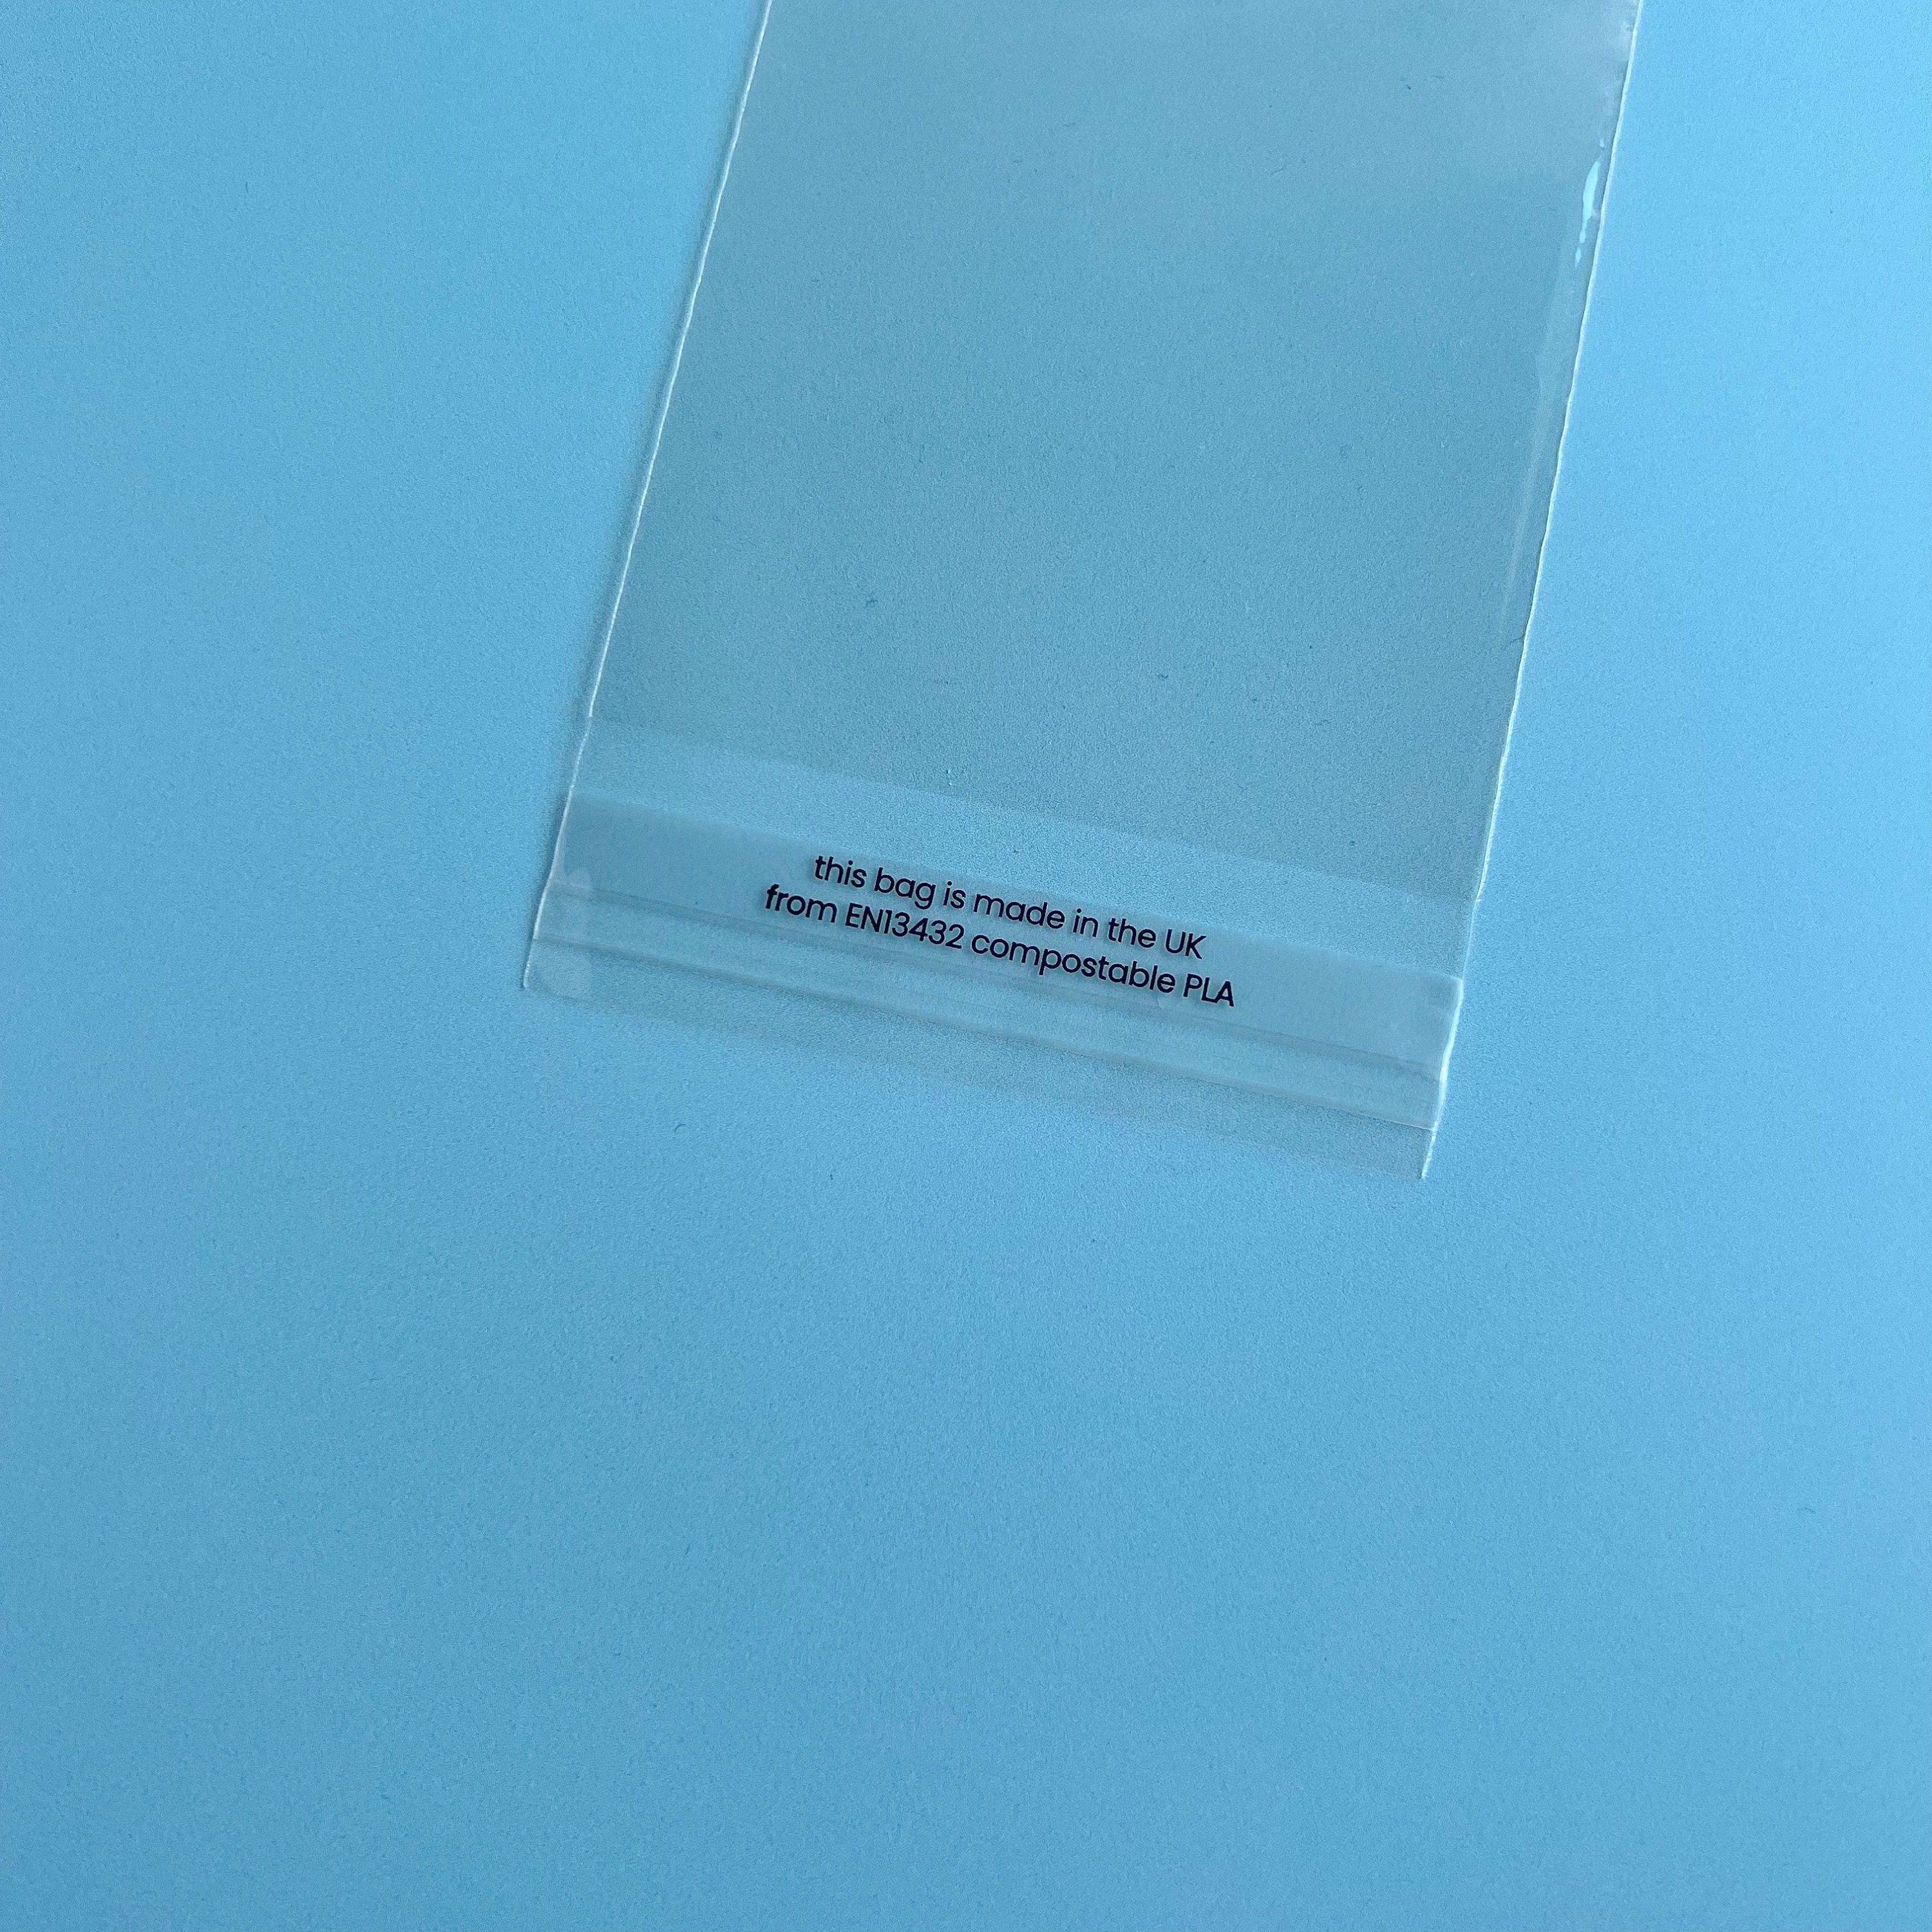 this bag is made in the UK
from EN13432 compostable PLA